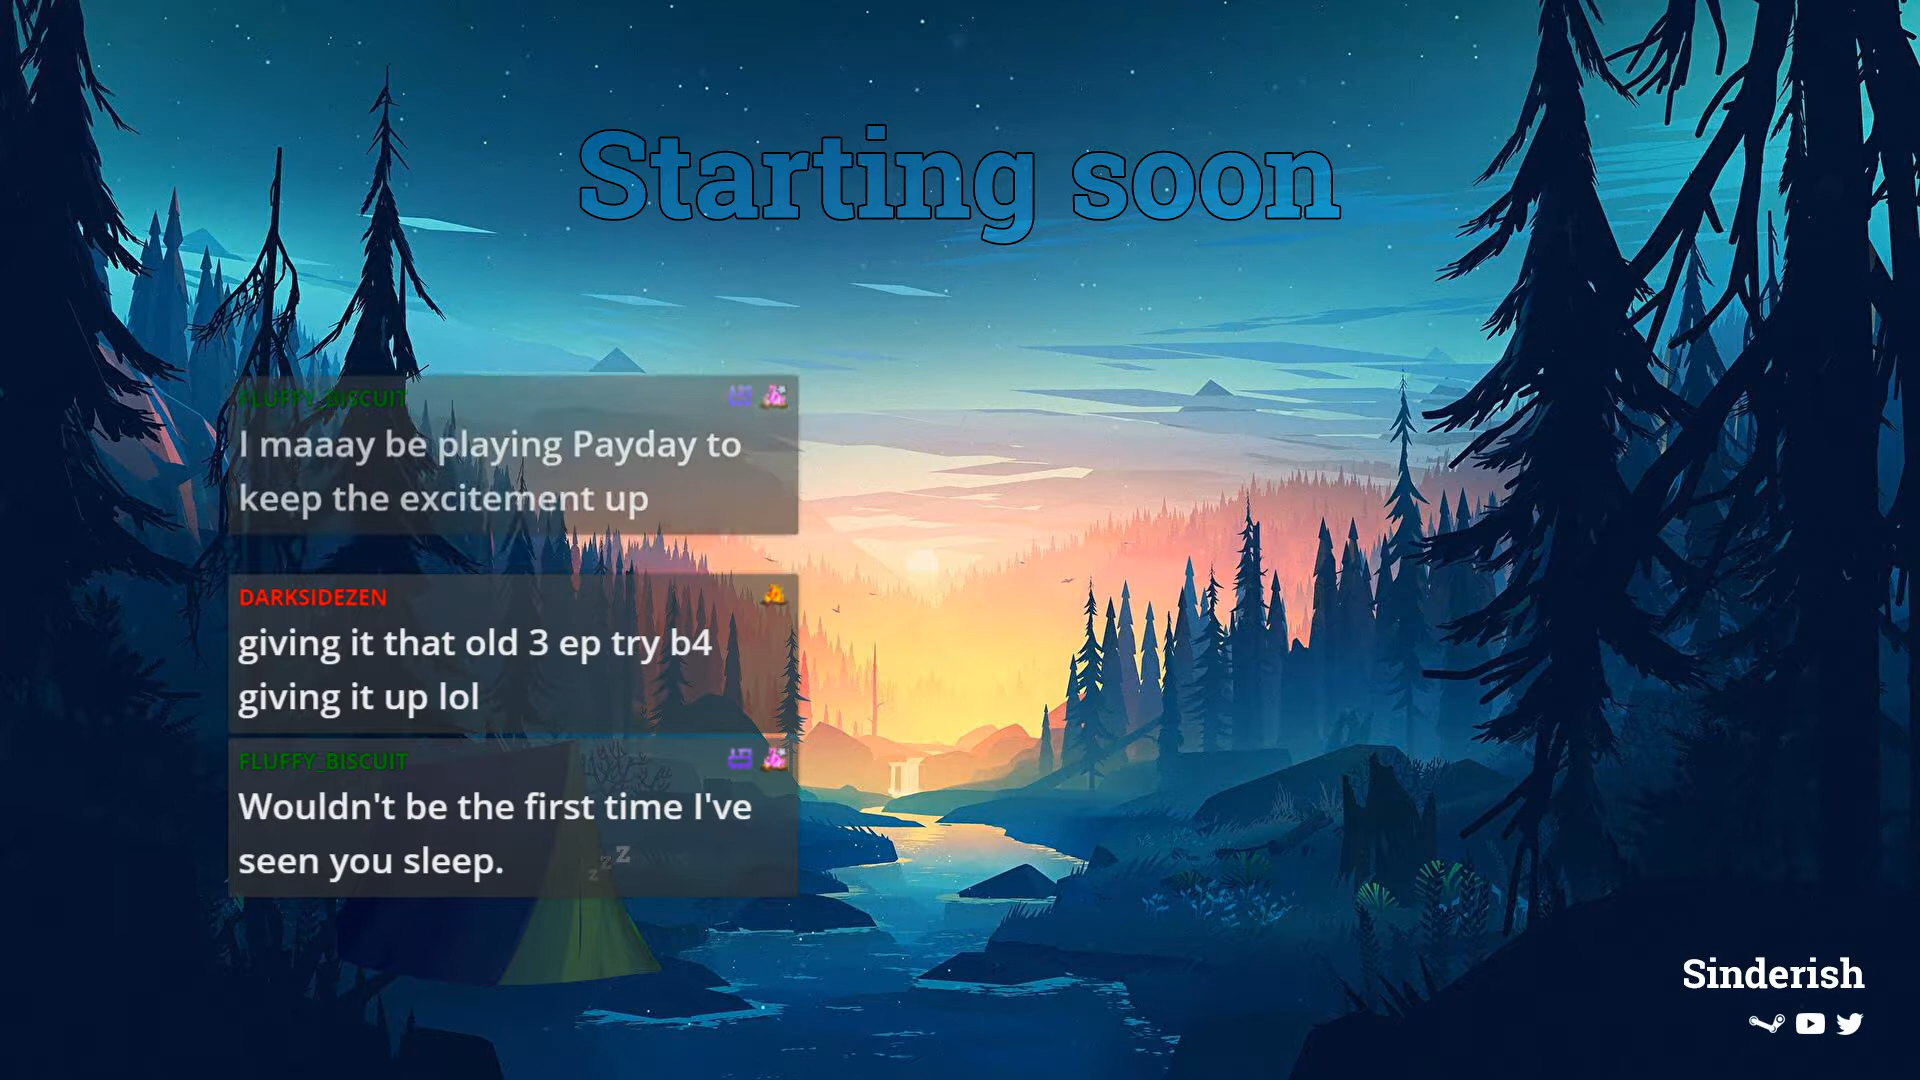 Starting soon
FLUFFY_BISCUIT
I maaay be playing Payday to
keep the excitement up
DARKSIDEZEN
giving it that old 3 ep try b4
giving it up lol
FLUFFY_BISCUIT
Wouldn't be the first time I've
seen you sleep.
z z Z
Sinderish